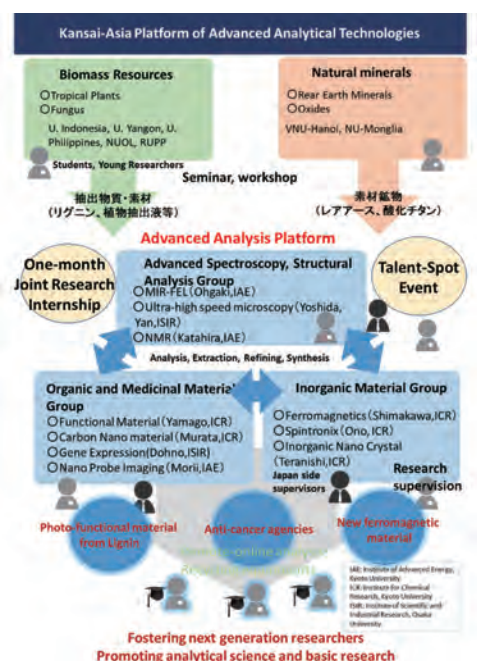 Kansai-Asia Platform of Advanced Analytical Technologies
Biomass Resources
○Tropical Plants
○Fungus
U. Indonesia, U. Yangon, U.
Philippines, NUOL, RUPP
Students, Young Researchers
Natural minerals
○Rear Earth Minerals
○Oxides
VNU-Hanoi, NU-Monglia
Seminar, workshop
抽出物質・素材
(リグニン、植物抽出液等)
素材鉱物
(レアアース、酸化チタン)
Advanced Analysis Platform
One-month
Joint Research
Internship
Advanced Spectroscopy, Structural
Analysis Group
○MIR-FEL(Ohgaki,IAE)
○Ultra-high speed microscopy(Yoshida,
Yan,ISIR)
○NMR(Katahira,IAE)
Talent-Spot
Event
Analysis, Extraction, Refining, Synthesis
Organic and Medicinal Material
Group
○Functional Material(Yamago,ICR)
○Carbon Nano material(Murata,ICR)
○Gene Expression(Dohno,ISIR)
○Nano Probe Imaging(Morii,IAE)
Inorganic Material Group
○Ferromagnetics(Shimakawa,ICR)
○Spintronix(Ono, ICR)
○Inorganic Nano Crystal
(Teranishi,ICR)
Japan side
supervisors
Research
supervision
Photo-functional material
from Lignin
Anti-cancer agencies
New ferromagnetic
material
IAE: Institute of Advanced Energy,
Kyoto University
ICR: Institute for Chemical
Research, Kyoto University
ISIR: Institute of Scientific and
Industrial Research, Osaka
University
Fostering next generation researchers
Promoting analytical science and basic research